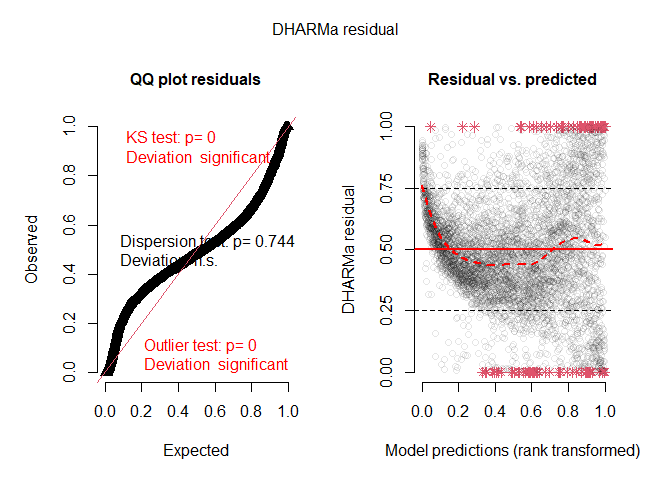 DHARMa residual
QQ plot residuals
KS test: p= 0
Deviation  significant
Dispersion test: p= 0.744
Deviation n.s.
Outlier test: p= 0
Deviation  significant
Observed
0.0 0.2 0.4 0.6 0.8 1.0
0.0 0.2 0.4 0.6 0.8 1.0
Expected
Residual vs. predicted
DHARMa residual
0.00 0.25 0.50 0.75 1.00
0.0 0.2 0.4 0.6 0.8 1.0
Model predictions (rank transformed)